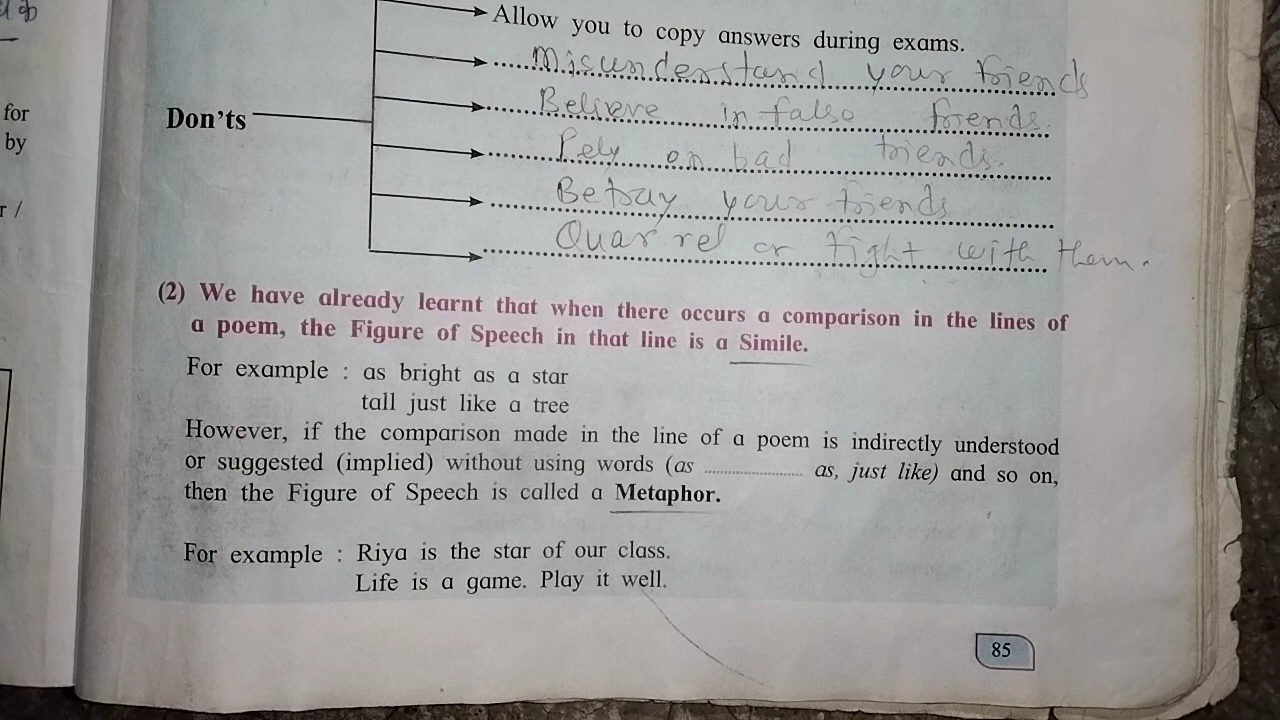 for
by
r /
Allow you to copy answers during exams.
Misunderstand your friends
Don'ts
Believe in false friends.
Rely on bad friends.
Betray your friends
Quarrel or fight with them.
(2) We have already learnt that when there occurs a comparison in the lines of
a poem, the Figure of Speech in that line is a Simile.
For example : as bright as a star
tall just like a tree
However, if the comparison made in the line of a poem is indirectly understood
or suggested (implied) without using words (as .................... as, just like) and so on,
then the Figure of Speech is called a Metaphor.
For example : Riya is the star of our class.
Life is a game. Play it well.
85